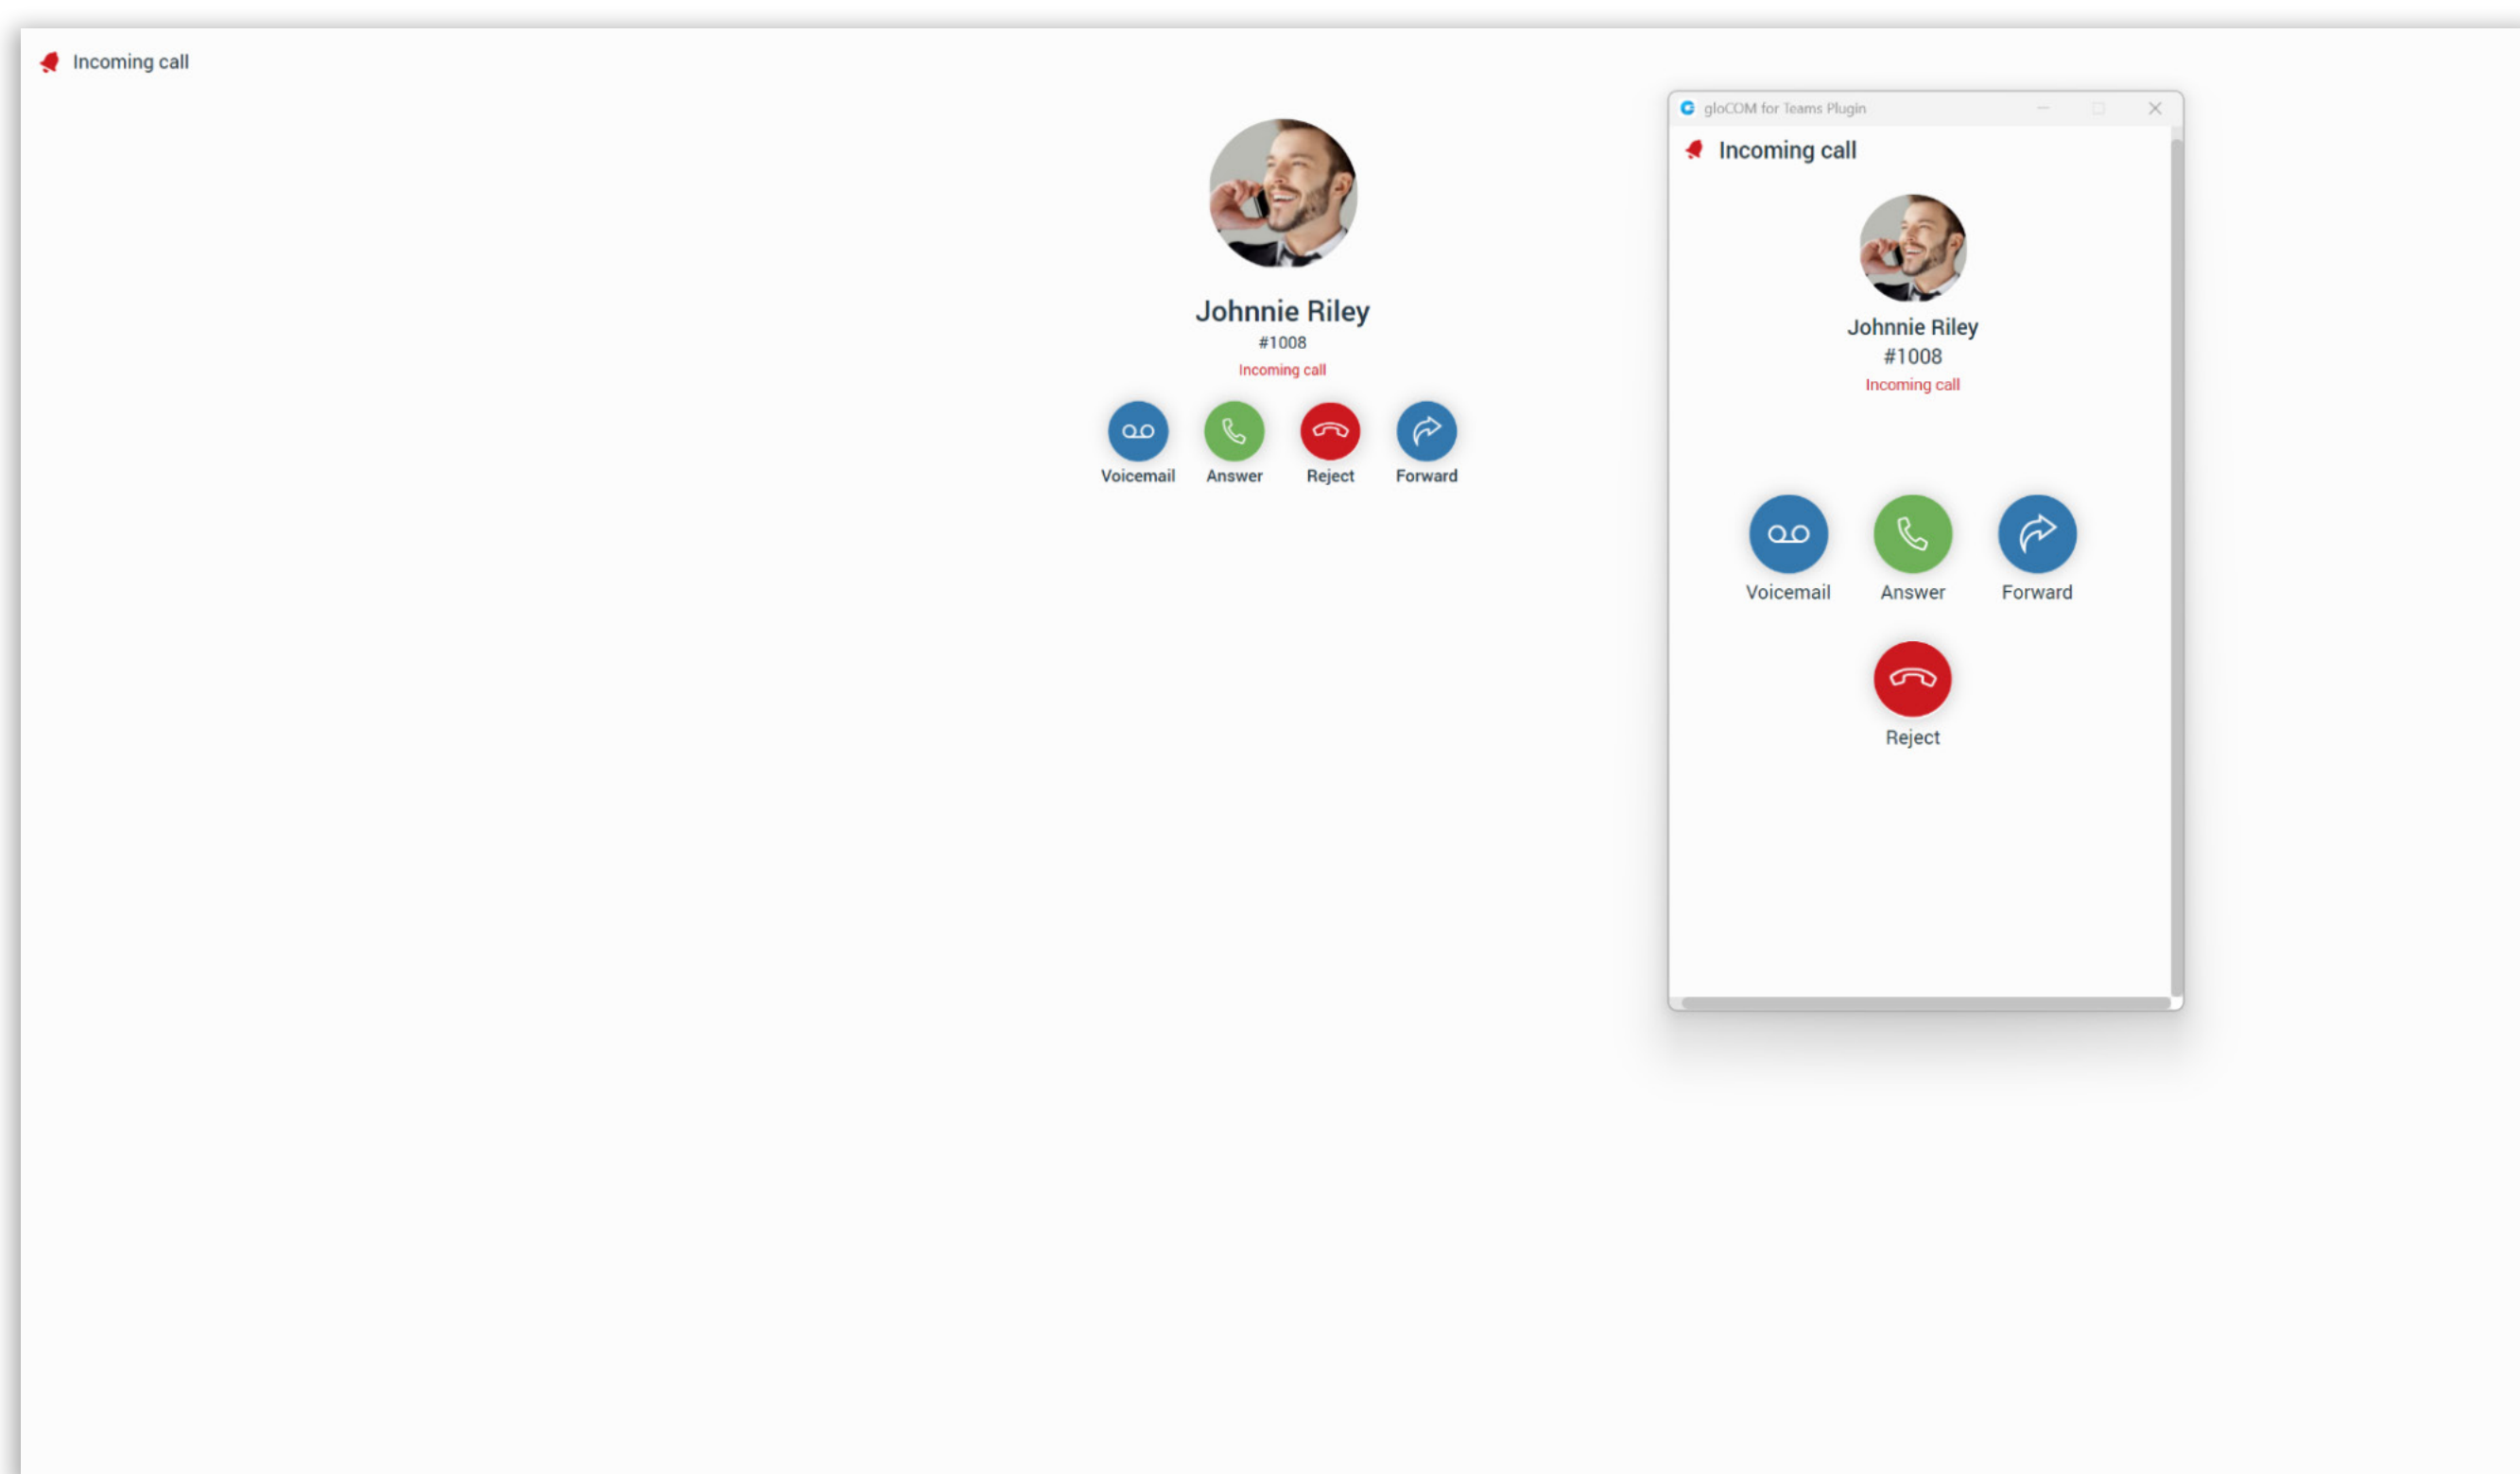 Incoming call
Johnnie Riley
#1008
Incoming call
Voicemail Answer Reject Forward
gloCOM for Teams Plugin
Incoming call
Johnnie Riley
#1008
Incoming call
Voicemail Answer Forward
Reject